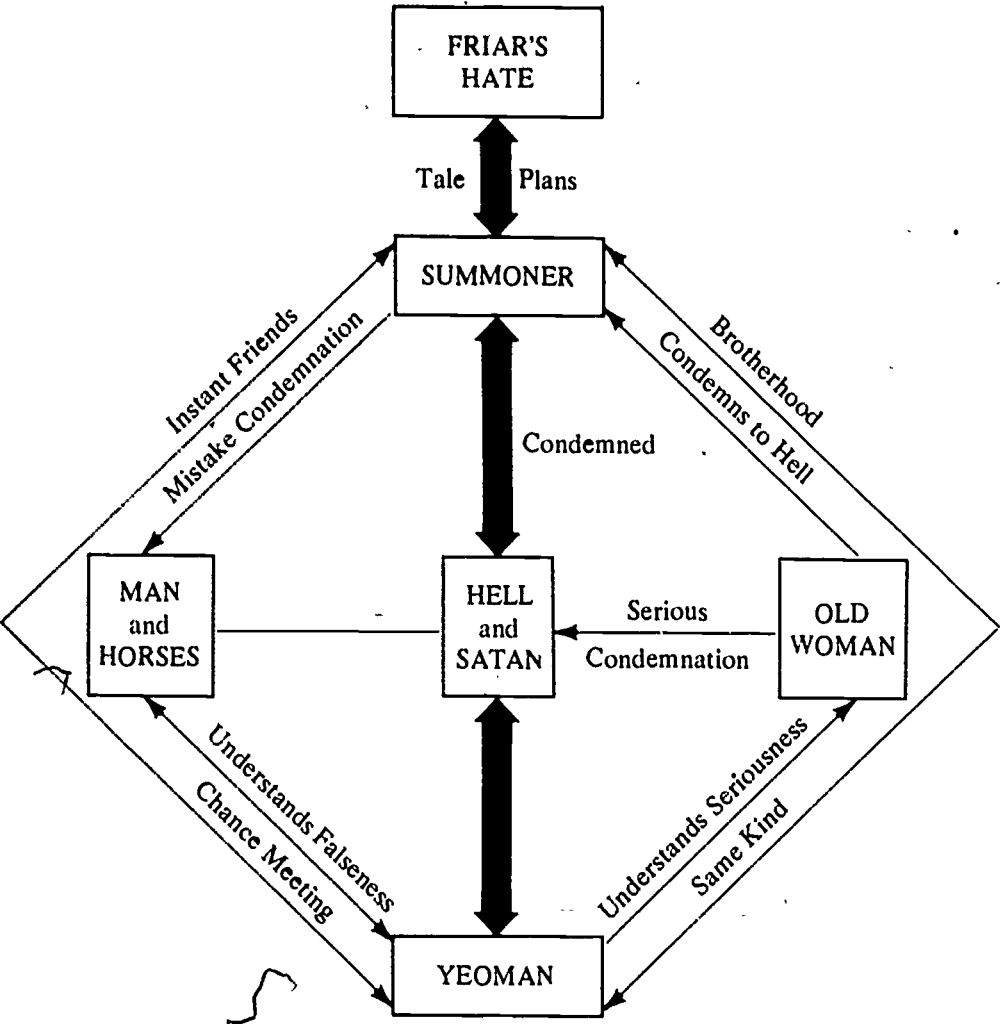 FRIAR'S
HATE
Tale Plans
SUMMONER
Instant Friends
Mistake Condemnation
Brotherhood
Condemns to Hell
Condemned
MAN
and
HORSES
HELL
and
SATAN
Serious
Condemnation
OLD
WOMAN
Understands Falseness
Chance Meeting
Understands Seriousness
Same Kind
YEOMAN